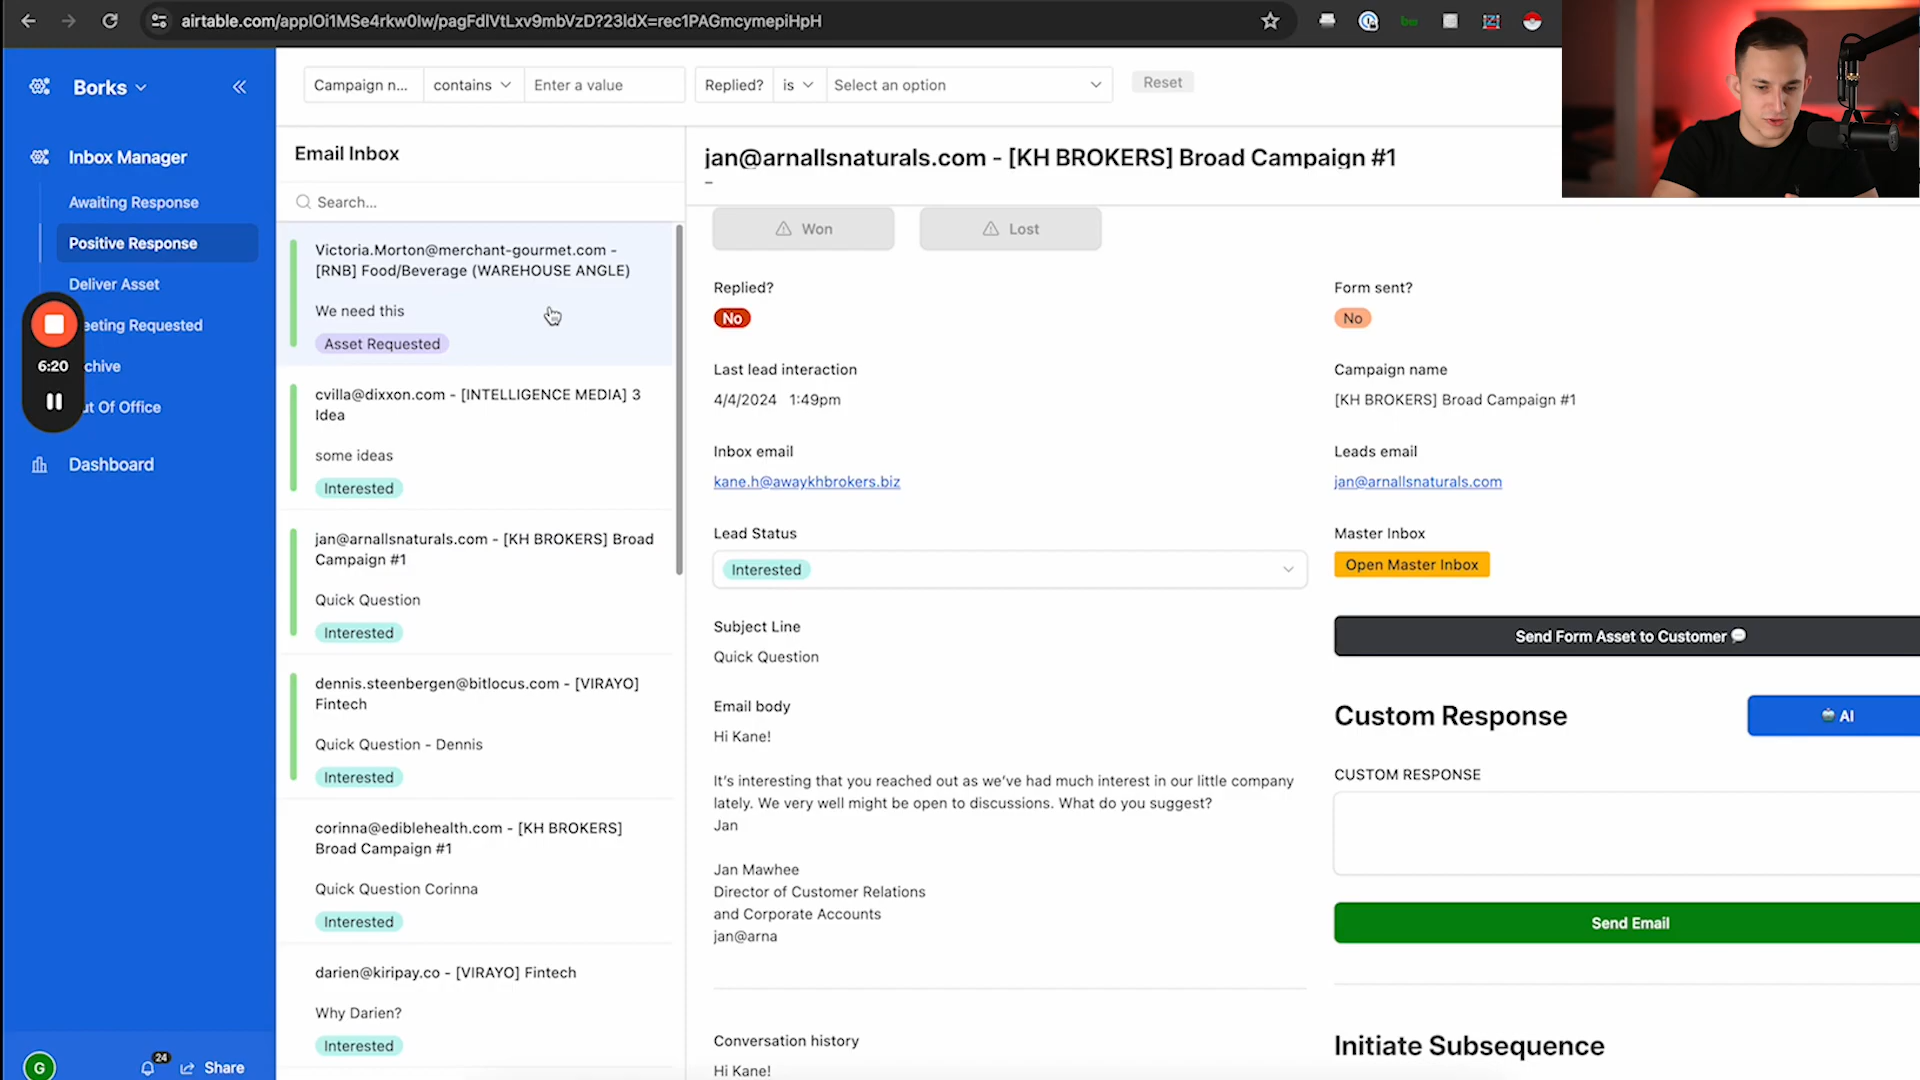 airtable.com/appIOi1MSe4rkw0lw/pagFdlVtLxv9mbVzD?23ldX=rec1PAGmcymepiHpH
Borks
Inbox Manager
Awaiting Response
Positive Response
Deliver Asset
eeting Requested
chive
ut Of Office
6:20
Dashboard
G
24
Share
Campaign n...
contains
Enter a value
Replied?
is
Select an option
Reset
Email Inbox
Search...
Victoria.Morton@merchant-gourmet.com -
[RNB] Food/Beverage (WAREHOUSE ANGLE)
We need this
Asset Requested
cvilla@dixxon.com - [INTELLIGENCE MEDIA] 3
Idea
some ideas
Interested
jan@arnallsnaturals.com - [KH BROKERS] Broad
Campaign #1
Quick Question
Interested
dennis.steenbergen@bitlocus.com - [VIRAYO]
Fintech
Quick Question - Dennis
Interested
corinna@ediblehealth.com - [KH BROKERS]
Broad Campaign #1
Quick Question Corinna
Interested
darien@kiripay.co - [VIRAYO] Fintech
Why Darien?
Interested
jan@arnallsnaturals.com - [KH BROKERS] Broad Campaign #1
–
Won
Lost
Replied?
No
Last lead interaction
4/4/2024 1:49pm
Inbox email
kane.h@awaykhbrokers.biz
Lead Status
Interested
Subject Line
Quick Question
Email body
Hi Kane!
It's interesting that you reached out as we've had much interest in our little company
lately. We very well might be open to discussions. What do you suggest?
Jan
Jan Mawhee
Director of Customer Relations
and Corporate Accounts
jan@arna
Conversation history
Hi Kane!
Form sent?
No
Campaign name
[KH BROKERS] Broad Campaign #1
Leads email
jan@arnallsnaturals.com
Master Inbox
Open Master Inbox
Send Form Asset to Customer 💬
Custom Response
AI
CUSTOM RESPONSE
Send Email
Initiate Subsequence